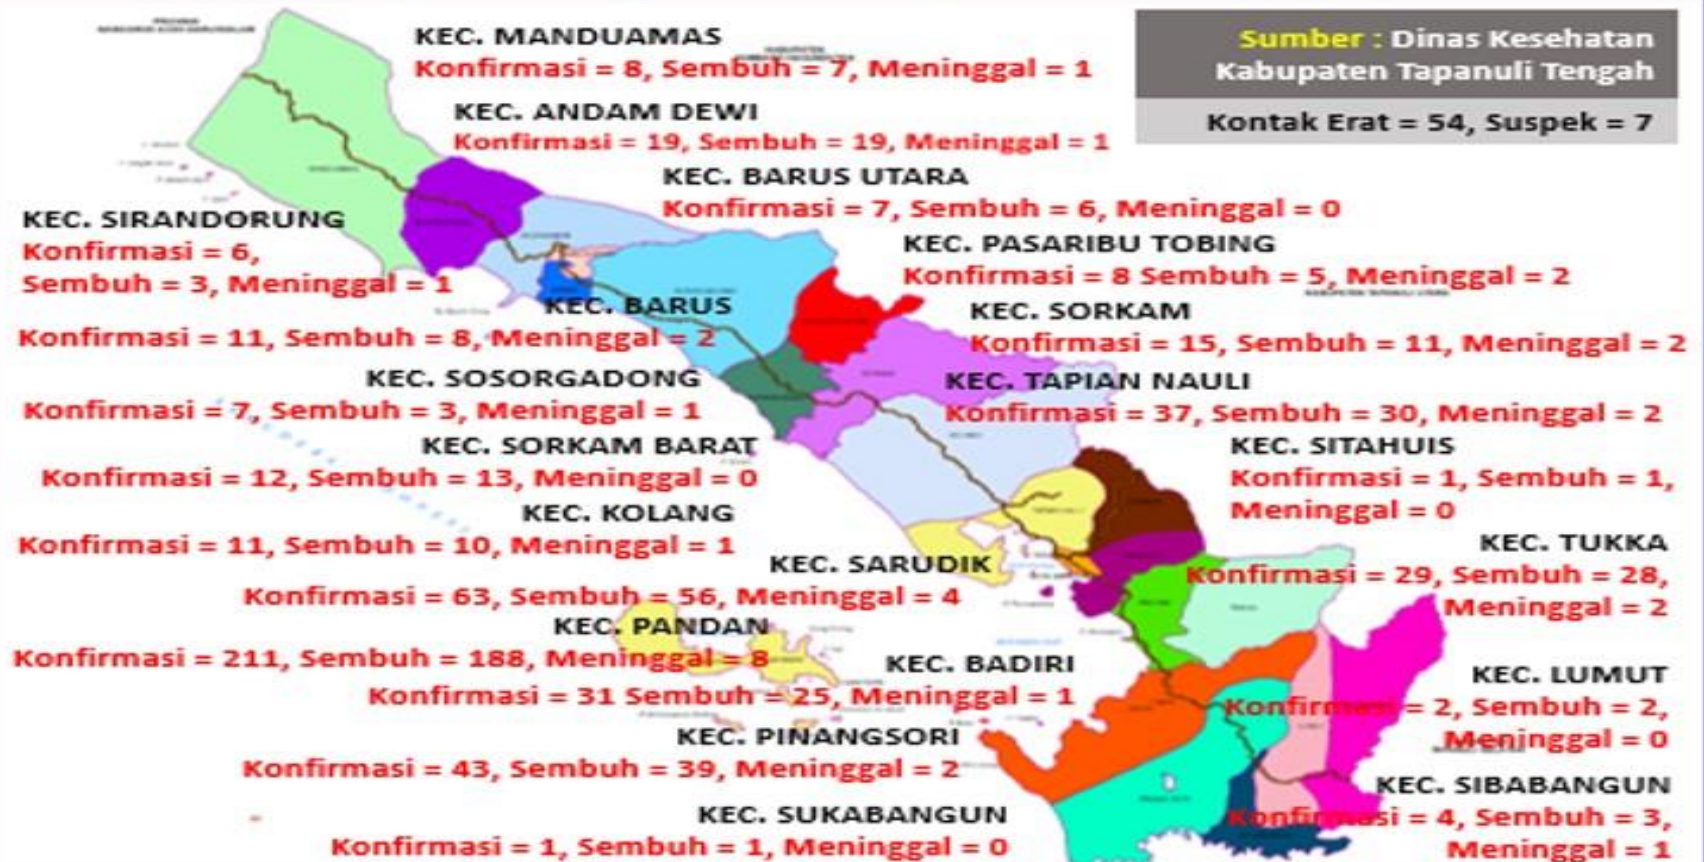 KEC. MANDUAMAS
Konfirmasi = 8, Sembuh = 7, Meninggal = 1
Sumber : Dinas Kesehatan
Kabupaten Tapanuli Tengah
Kontak Erat = 54, Suspek = 7
KEC. ANDAM DEWI
Konfirmasi = 19, Sembuh = 19, Meninggal = 1
KEC. BARUS UTARA
Konfirmasi = 7, Sembuh = 6, Meninggal = 0
KEC. SIRANDORUNG
Konfirmasi = 6,
Sembuh = 3, Meninggal = 1
KEC. PASARIBU TOBING
Konfirmasi = 8 Sembuh = 5, Meninggal = 2
KEC. BARUS
Konfirmasi = 11, Sembuh = 8, Meninggal = 2
KEC. SORKAM
Konfirmasi = 15, Sembuh = 11, Meninggal = 2
KEC. SOSORGADONG
Konfirmasi = 7, Sembuh = 3, Meninggal = 1
KEC. TAPIAN NAULI
Konfirmasi = 37, Sembuh = 30, Meninggal = 2
KEC. SORKAM BARAT
Konfirmasi = 12, Sembuh = 13, Meninggal = 0
KEC. SITAHUIS
Konfirmasi = 1, Sembuh = 1,
Meninggal = 0
KEC. KOLANG
Konfirmasi = 11, Sembuh = 10, Meninggal = 1
KEC. SARUDIK
Konfirmasi = 63, Sembuh = 56, Meninggal = 4
KEC. TUKKA
Konfirmasi = 29, Sembuh = 28,
Meninggal = 2
KEC. PANDAN
Konfirmasi = 211, Sembuh = 188, Meninggal = 8
KEC. BADIRI
Konfirmasi = 31 Sembuh = 25, Meninggal = 1
KEC. LUMUT
Konfirmasi = 2, Sembuh = 2,
Meninggal = 0
KEC. PINANGSORI
Konfirmasi = 43, Sembuh = 39, Meninggal = 2
KEC. SIBABANGUN
Konfirmasi = 4, Sembuh = 3,
Meninggal = 1
KEC. SUKABANGUN
Konfirmasi = 1, Sembuh = 1, Meninggal = 0